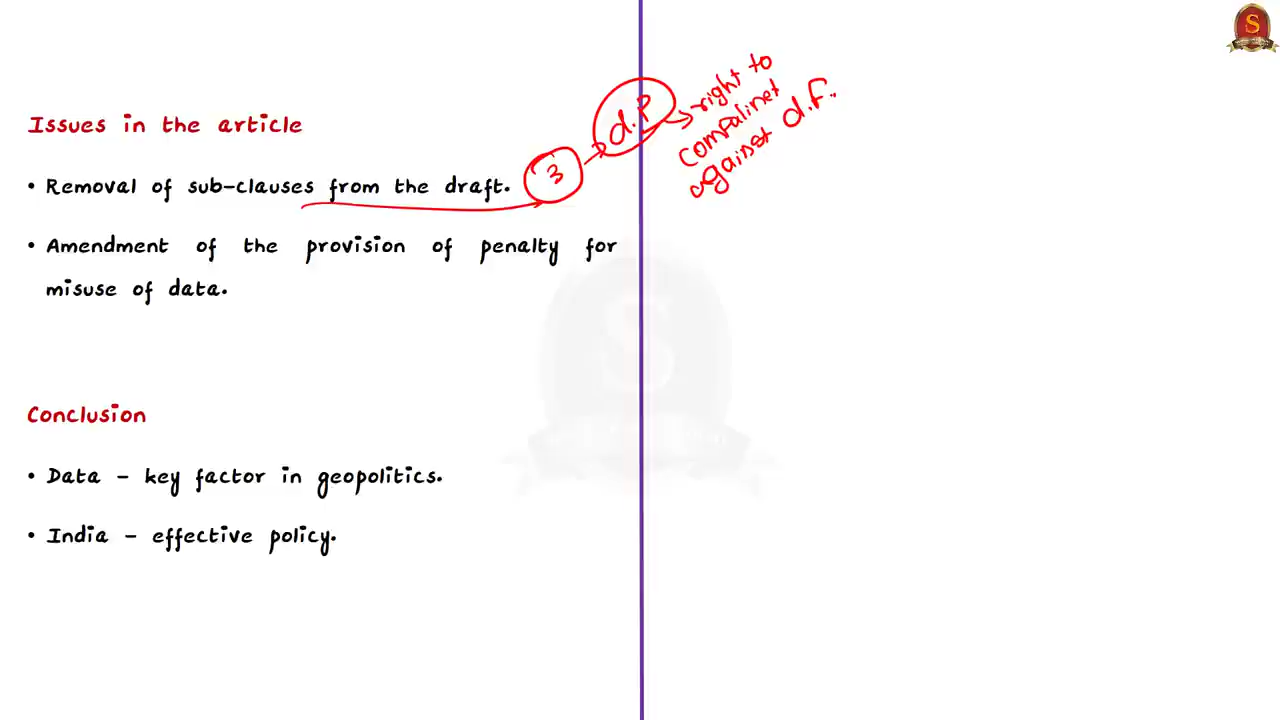 Issues in the article
• Removal of sub-clauses from the draft.
3
d.P
right to
compalinet
against d.F.
• Amendment of the provision of penalty for
misuse of data.
Conclusion
• Data – key factor in geopolitics.
• India – effective policy.
S
S